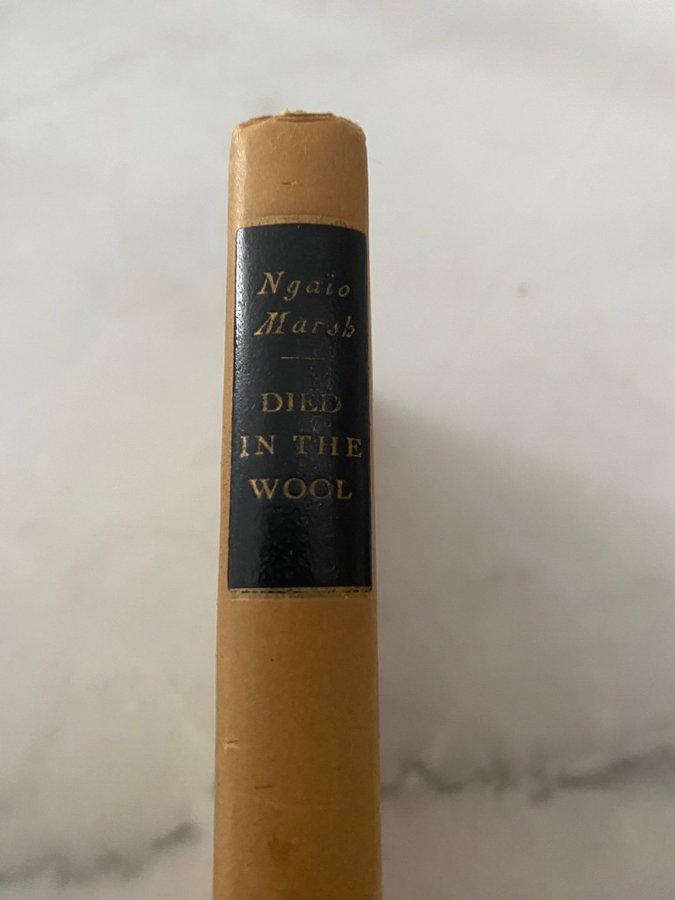 Ngaio
Marsh
DIED
IN THE
WOOL